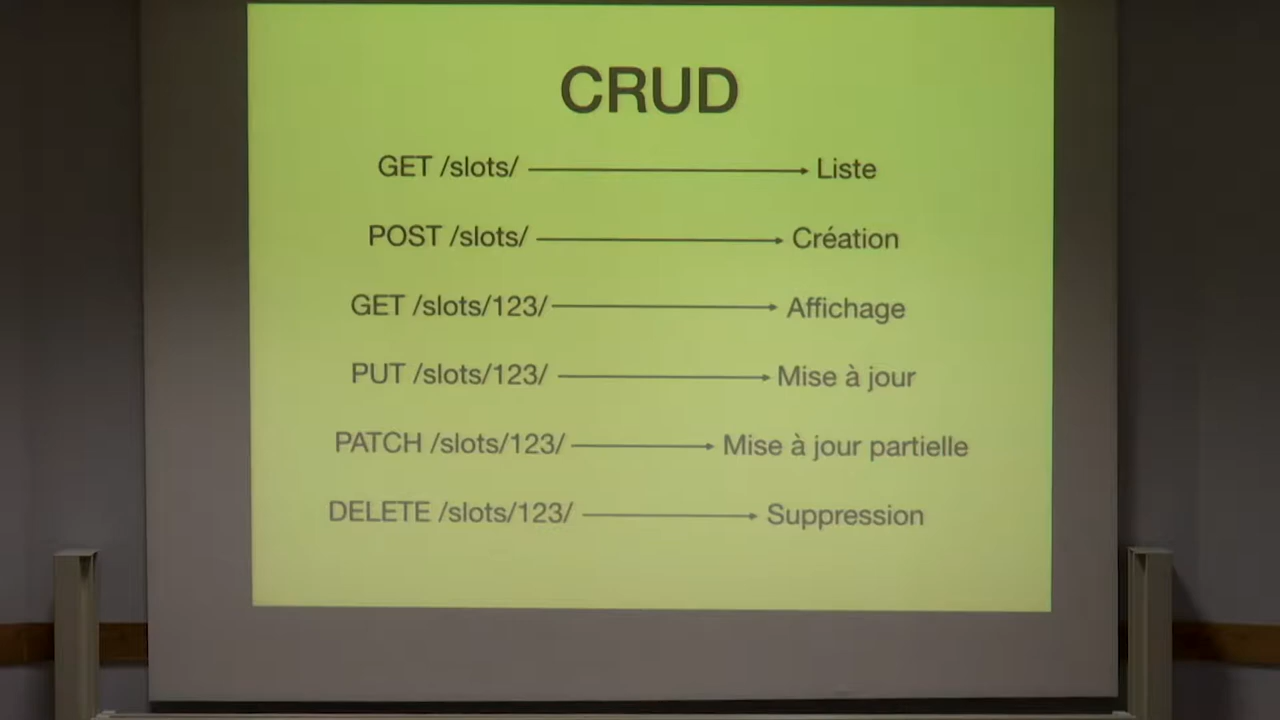 CRUD
GET /slots/ Liste
POST /slots/ Création
GET /slots/123/ Affichage
PUT /slots/123/ Mise à jour
PATCH /slots/123/ Mise à jour partielle
DELETE /slots/123/ Suppression